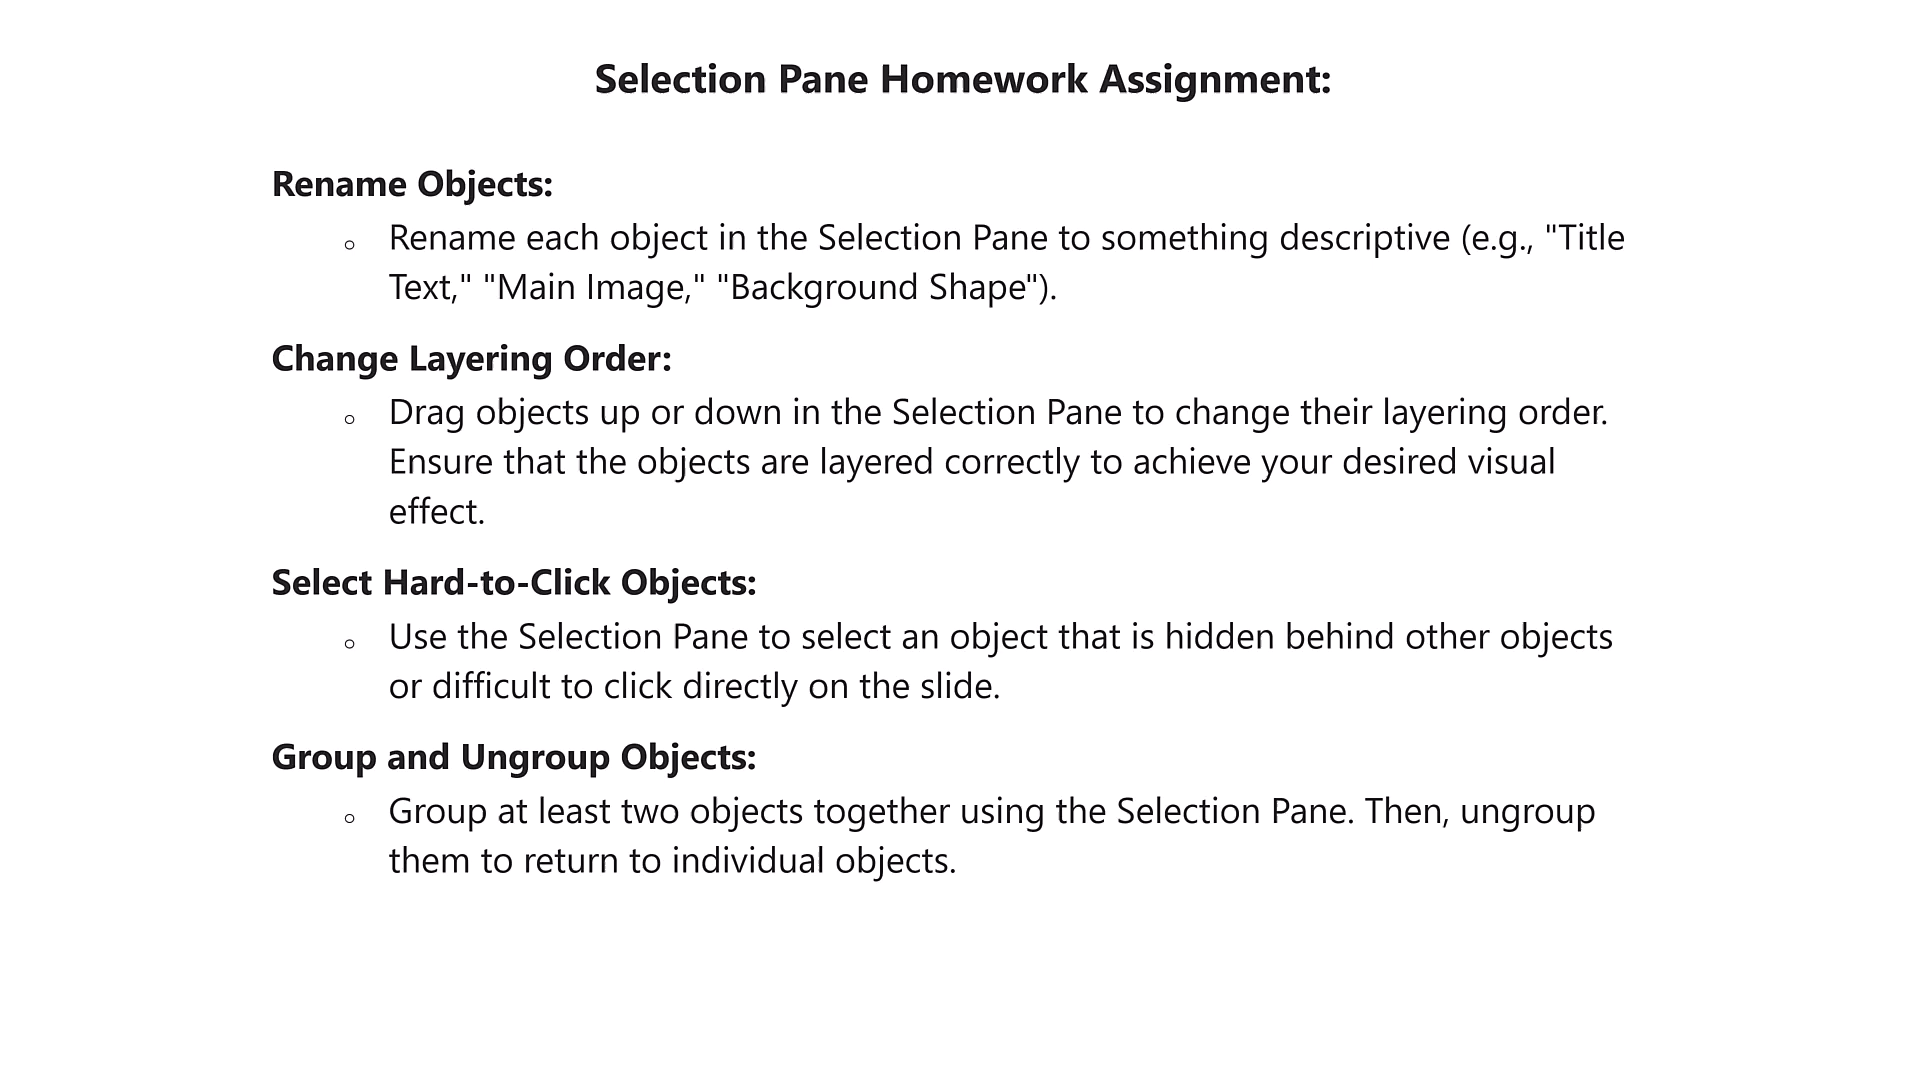 Selection Pane Homework Assignment:
Rename Objects:
○ Rename each object in the Selection Pane to something descriptive (e.g., "Title
Text," "Main Image," "Background Shape").
Change Layering Order:
○ Drag objects up or down in the Selection Pane to change their layering order.
Ensure that the objects are layered correctly to achieve your desired visual
effect.
Select Hard-to-Click Objects:
○ Use the Selection Pane to select an object that is hidden behind other objects
or difficult to click directly on the slide.
Group and Ungroup Objects:
○ Group at least two objects together using the Selection Pane. Then, ungroup
them to return to individual objects.